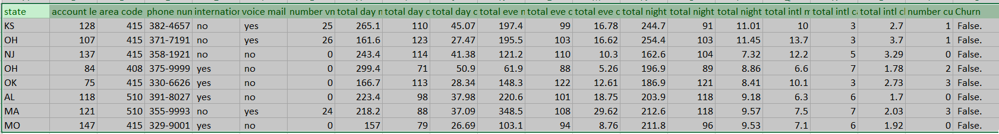 state account le area code phone nun internation voice mail number vn total day n total day c total day c total eve n total eve c total eve c total night total night total night total intl n total intl ca total intl cl number cu Churn
KS 128 415 382-4657 no yes 25 265.1 110 45.07 197.4 99 16.78 244.7 91 11.01 10 3 2.7 1 False.
OH 107 415 371-7191 no yes 26 161.6 123 27.47 195.5 103 16.62 254.4 103 11.45 13.7 3 3.7 1 False.
NJ 137 415 358-1921 no no 0 243.4 114 41.38 121.2 110 10.3 162.6 104 7.32 12.2 5 3.29 0 False.
OH 84 408 375-9999 yes no 0 299.4 71 50.9 61.9 88 5.26 196.9 89 8.86 6.6 7 1.78 2 False.
OK 75 415 330-6626 yes no 0 166.7 113 28.34 148.3 122 12.61 186.9 121 8.41 10.1 3 2.73 3 False.
AL 118 510 391-8027 yes no 0 223.4 98 37.98 220.6 101 18.75 203.9 118 9.18 6.3 6 1.7 0 False.
MA 121 510 355-9993 no yes 24 218.2 88 37.09 348.5 108 29.62 212.6 118 9.57 7.5 7 2.03 3 False.
MO 147 415 329-9001 yes no 0 157 79 26.69 103.1 94 8.76 211.8 96 9.53 7.1 6 1.92 0 False.